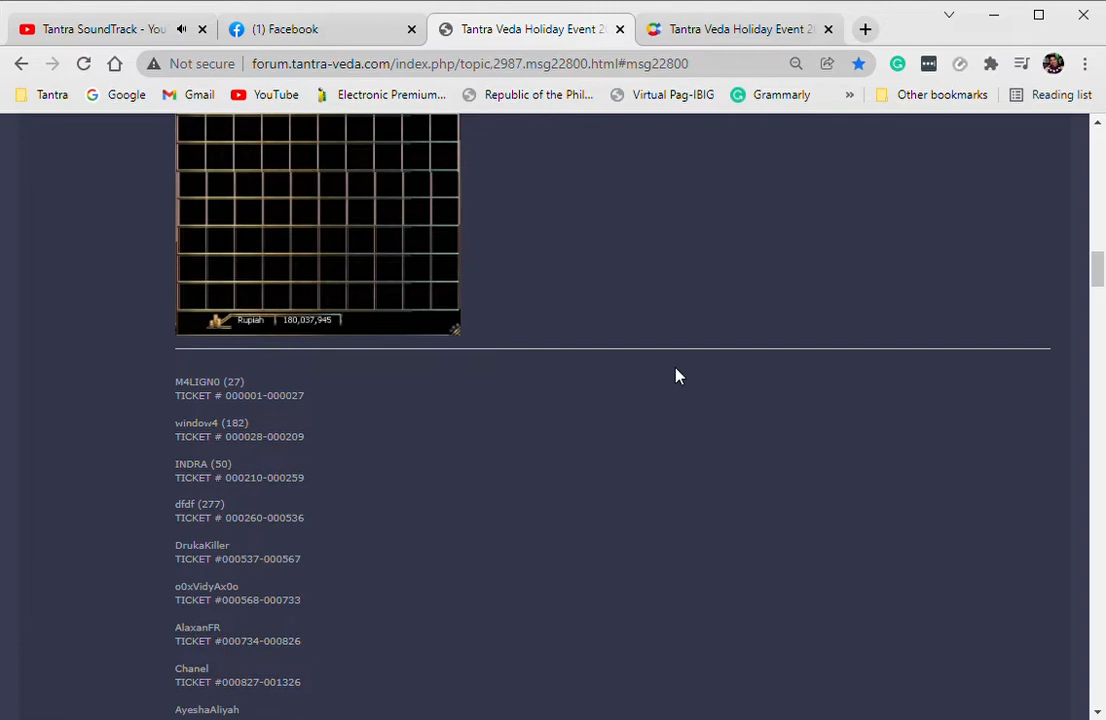 Tantra SoundTrack - You
(1) Facebook
Tantra Veda Holiday Event 2
Tantra Veda Holiday Event 2
Not secure
forum.tantra-veda.com/index.php/topic,2987.msg22800.html#msg22800
Tantra
Google
Gmail
YouTube
Electronic Premium...
Republic of the Phil...
Virtual Pag-IBIG
Grammarly
»
Other bookmarks
Reading list
Rupiah 180,037,945
M4LIGN0 (27)
TICKET # 000001-000027
window4 (182)
TICKET # 000028-000209
INDRA (50)
TICKET # 000210-000259
dfdf (277)
TICKET # 000260-000536
DrukaKiller
TICKET #000537-000567
o0xVidyAx0o
TICKET #000568-000733
AlaxanFR
TICKET #000734-000826
Chanel
TICKET #000827-001326
AyeshaAliyah